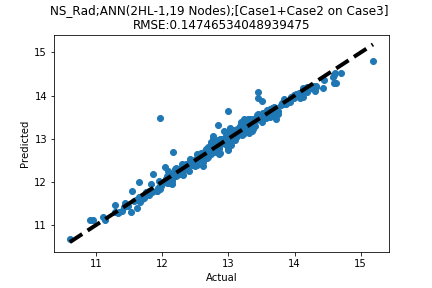 NS_Rad;ANN(2HL-1,19 Nodes);[Case1+Case2 on Case3]
RMSE:0.14746534048939475
15
14
13
12
11
Predicted
11 12 13 14 15
Actual